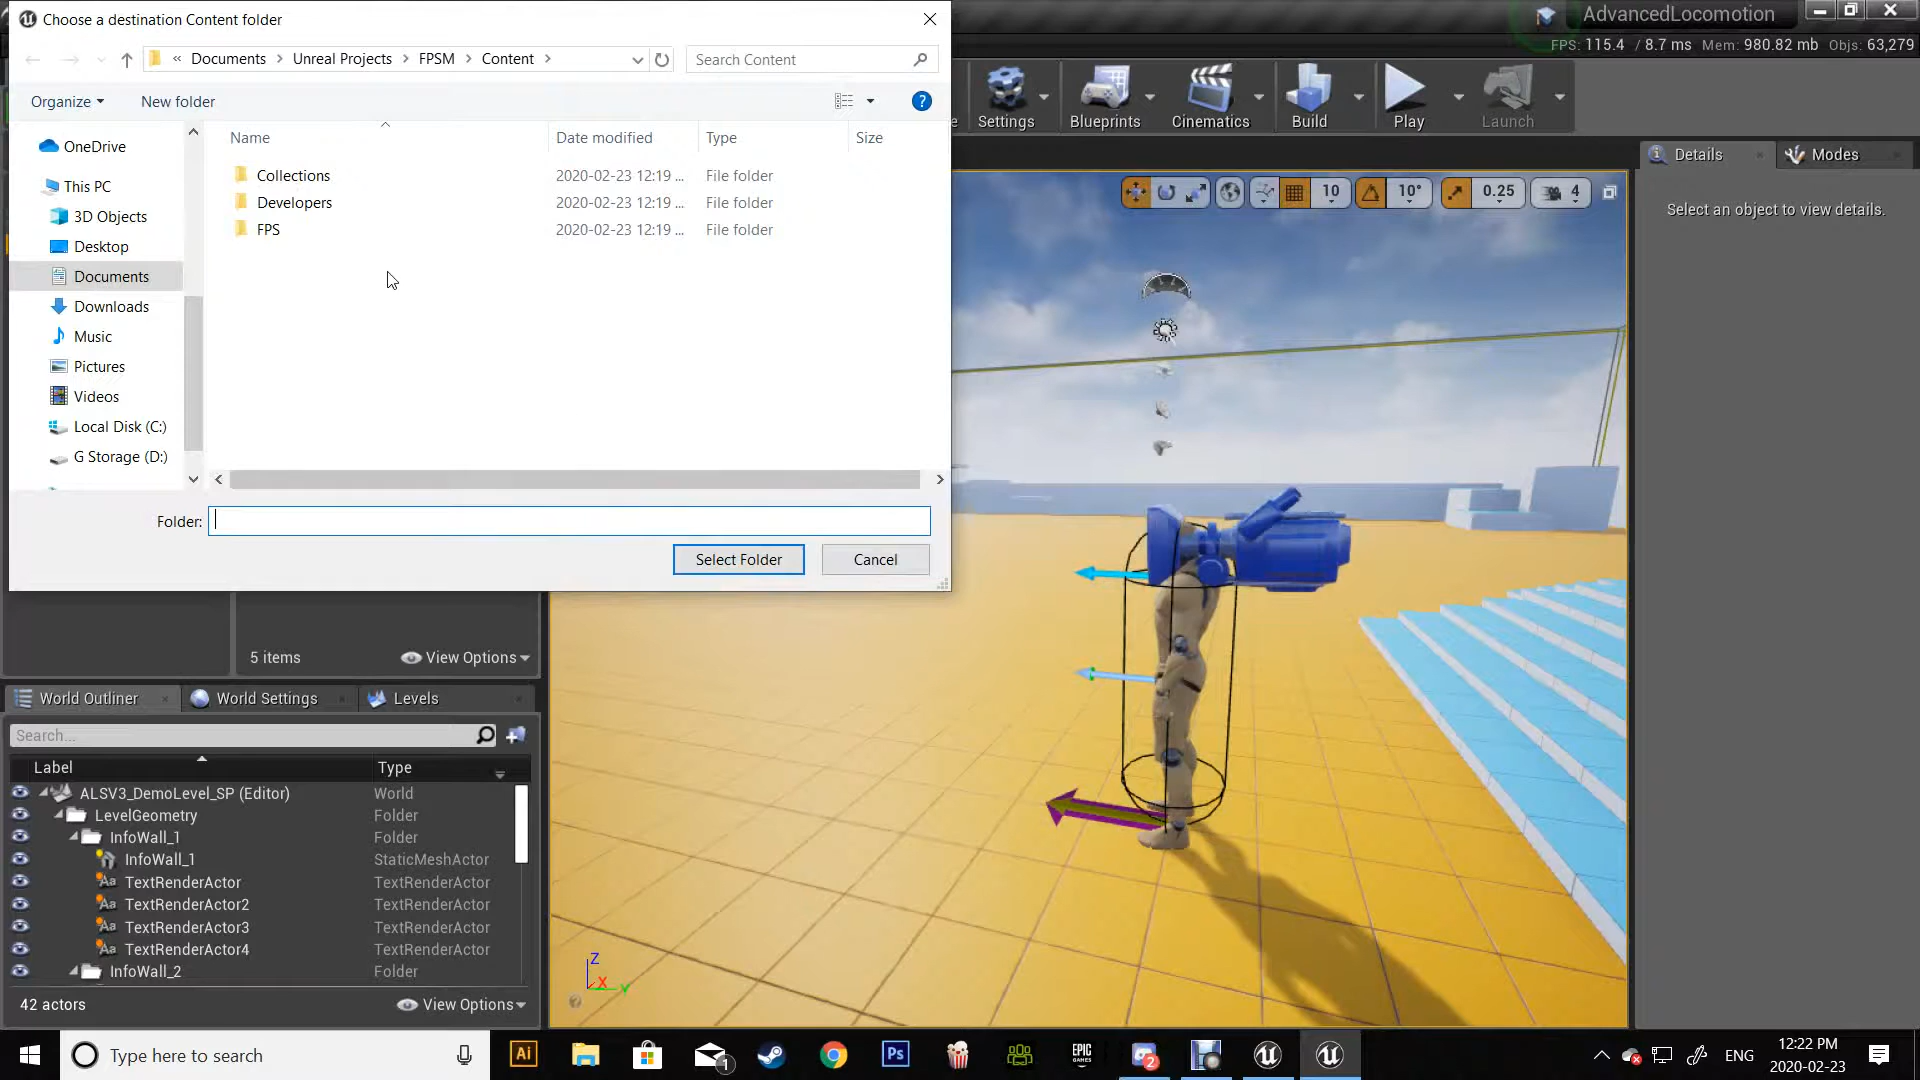 Choose a destination Content folder
AdvancedLocomotion
FPS: 115.4 / 8.7 ms Mem: 980.82 mb Objs: 63,279
« Documents > Unreal Projects > FPSM > Content >
Search Content
Organize
New folder
Settings
Blueprints
Cinematics
Build
Play
Launch
Name
Date modified
Type
Size
OneDrive
This PC
3D Objects
Desktop
Documents
Downloads
Music
Pictures
Videos
Local Disk (C:)
G Storage (D:)
Collections 2020-02-23 12:19 ... File folder
Developers 2020-02-23 12:19 ... File folder
FPS 2020-02-23 12:19 ... File folder
Folder:
Select Folder
Cancel
Details
Modes
Select an object to view details.
10
10°
0.25
4
5 items
View Options
World Outliner
World Settings
Levels
Search...
Label
Type
ALSV3_DemoLevel_SP (Editor) World
LevelGeometry Folder
InfoWall_1 Folder
InfoWall_1 StaticMeshActor
TextRenderActor TextRenderActor
TextRenderActor2 TextRenderActor
TextRenderActor3 TextRenderActor
TextRenderActor4 TextRenderActor
InfoWall_2 Folder
42 actors
View Options
Z
X
Y
Type here to search
Ai
1
Ps
EPIC
GAMES
2
ENG
12:22 PM
2020-02-23